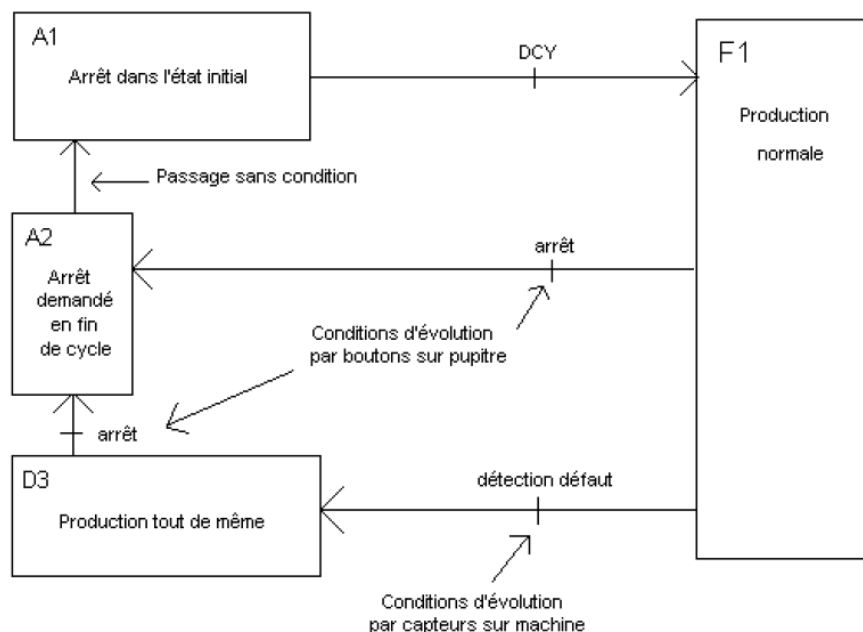 A1
Arrêt dans l'état initial
DCY
F1
Production
normale
Passage sans condition
A2
Arrêt
demandé
en fin
de cycle
arrêt
Conditions d'évolution
par boutons sur pupitre
arrêt
D3
Production tout de même
détection défaut
Conditions d'évolution
par capteurs sur machine